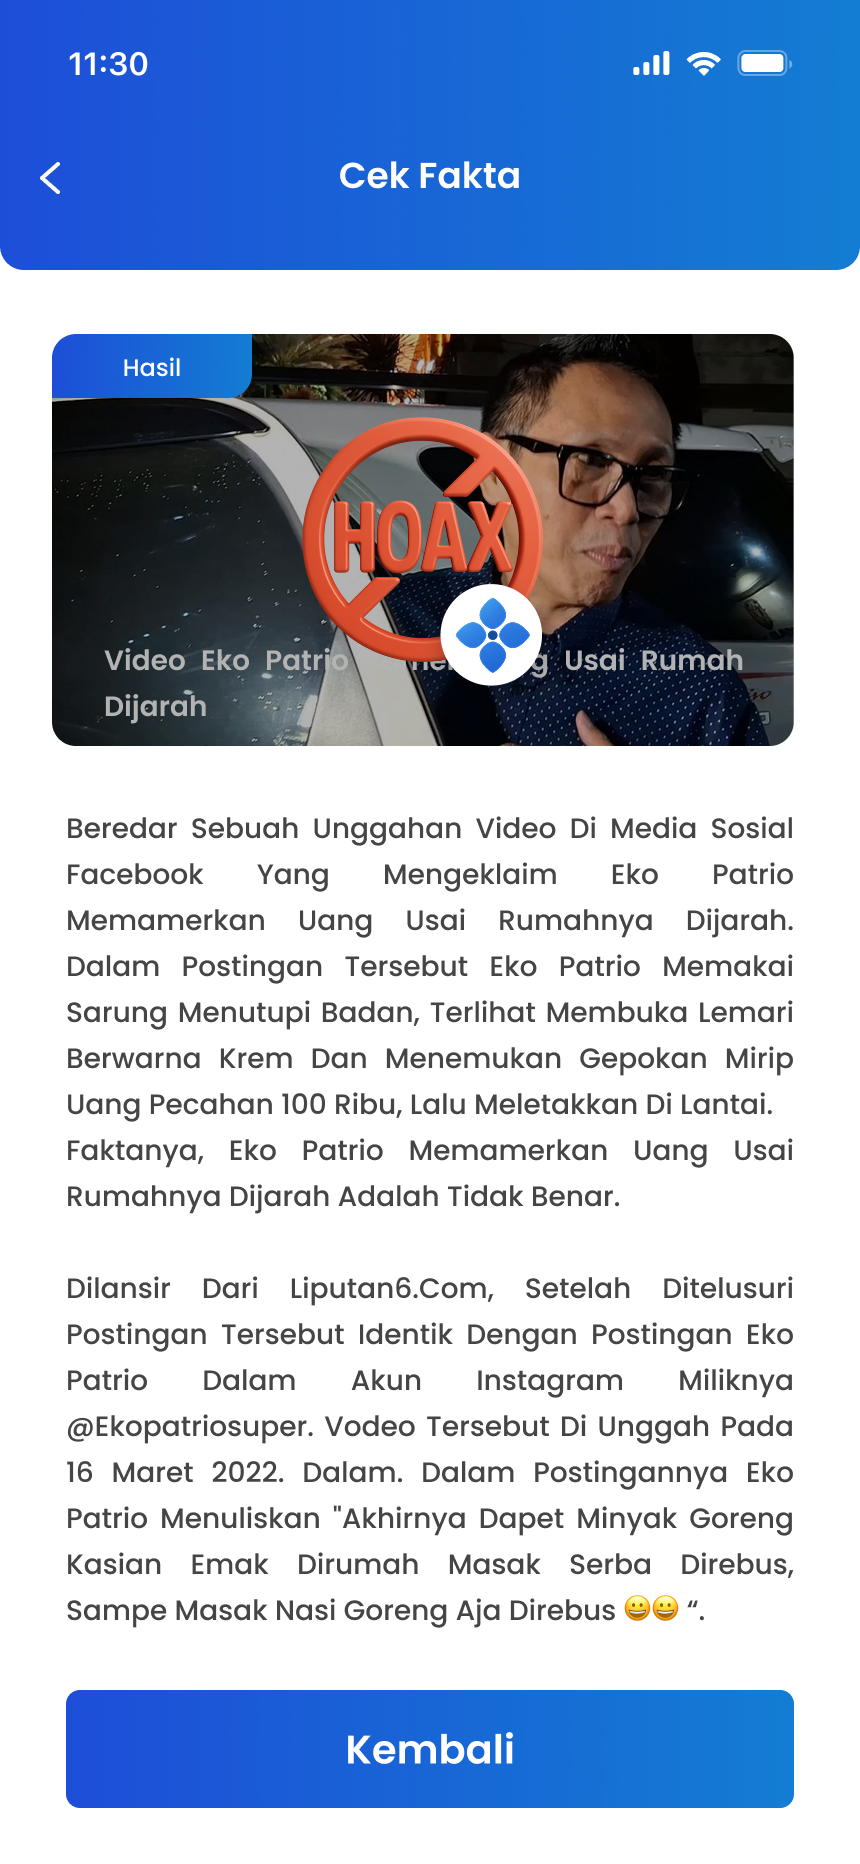 11:30
Cek Fakta
Hasil
HOAX
Video Eko Patrio Usai Rumah
Dijarah
Beredar Sebuah Unggahan Video Di Media Sosial
Facebook Yang Mengeklaim Eko Patrio
Memamerkan Uang Usai Rumahnya Dijarah.
Dalam Postingan Tersebut Eko Patrio Memakai
Sarung Menutupi Badan, Terlihat Membuka Lemari
Berwarna Krem Dan Menemukan Gepokan Mirip
Uang Pecahan 100 Ribu, Lalu Meletakkan Di Lantai.
Faktanya, Eko Patrio Memamerkan Uang Usai
Rumahnya Dijarah Adalah Tidak Benar.
Dilansir Dari Liputan6.Com, Setelah Ditelusuri
Postingan Tersebut Identik Dengan Postingan Eko
Patrio Dalam Akun Instagram Miliknya
@Ekopatriosuper. Vodeo Tersebut Di Unggah Pada
16 Maret 2022. Dalam. Dalam Postingannya Eko
Patrio Menuliskan "Akhirnya Dapet Minyak Goreng
Kasian Emak Dirumah Masak Serba Direbus,
Sampe Masak Nasi Goreng Aja Direbus 😀😀 “.
Kembali